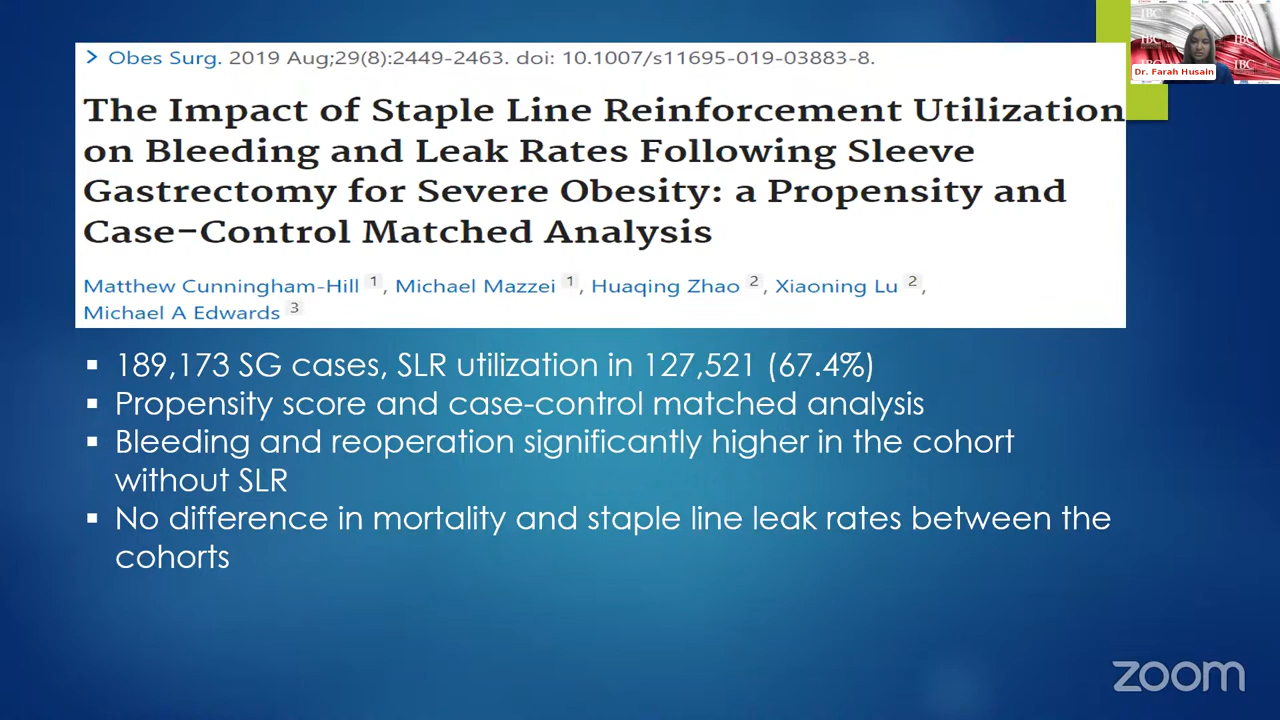 > Obes Surg. 2019 Aug;29(8):2449-2463. doi: 10.1007/s11695-019-03883-8.
The Impact of Staple Line Reinforcement Utilization
on Bleeding and Leak Rates Following Sleeve
Gastrectomy for Severe Obesity: a Propensity and
Case-Control Matched Analysis
Matthew Cunningham-Hill 1, Michael Mazzei 1, Huaqing Zhao 2, Xiaoning Lu 2,
Michael A Edwards 3
▪ 189,173 SG cases, SLR utilization in 127,521 (67.4%)
▪ Propensity score and case-control matched analysis
▪ Bleeding and reoperation significantly higher in the cohort
without SLR
▪ No difference in mortality and staple line leak rates between the
cohorts
IBC
IBC
IBC
IBC
Dr. Farah Husain
zoom